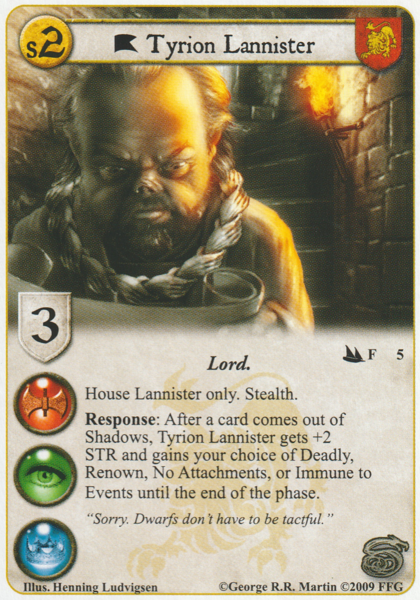 s2 Tyrion Lannister
3
Lord.
F 5
House Lannister only. Stealth.
Response: After a card comes out of
Shadows, Tyrion Lannister gets +2
STR and gains your choice of Deadly,
Renown, No Attachments, or Immune to
Events until the end of the phase.
“Sorry. Dwarfs don’t have to be tactful.”
Illus. Henning Ludvigsen ©George R.R. Martin ©2009 FFG